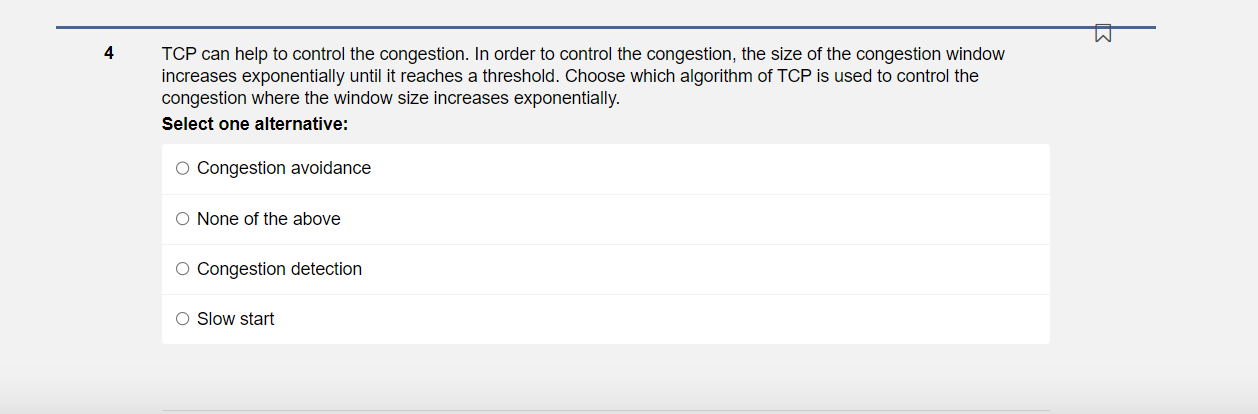 4
TCP can help to control the congestion. In order to control the congestion, the size of the congestion window
increases exponentially until it reaches a threshold. Choose which algorithm of TCP is used to control the
congestion where the window size increases exponentially.
Select one alternative:
Congestion avoidance
None of the above
Congestion detection
Slow start